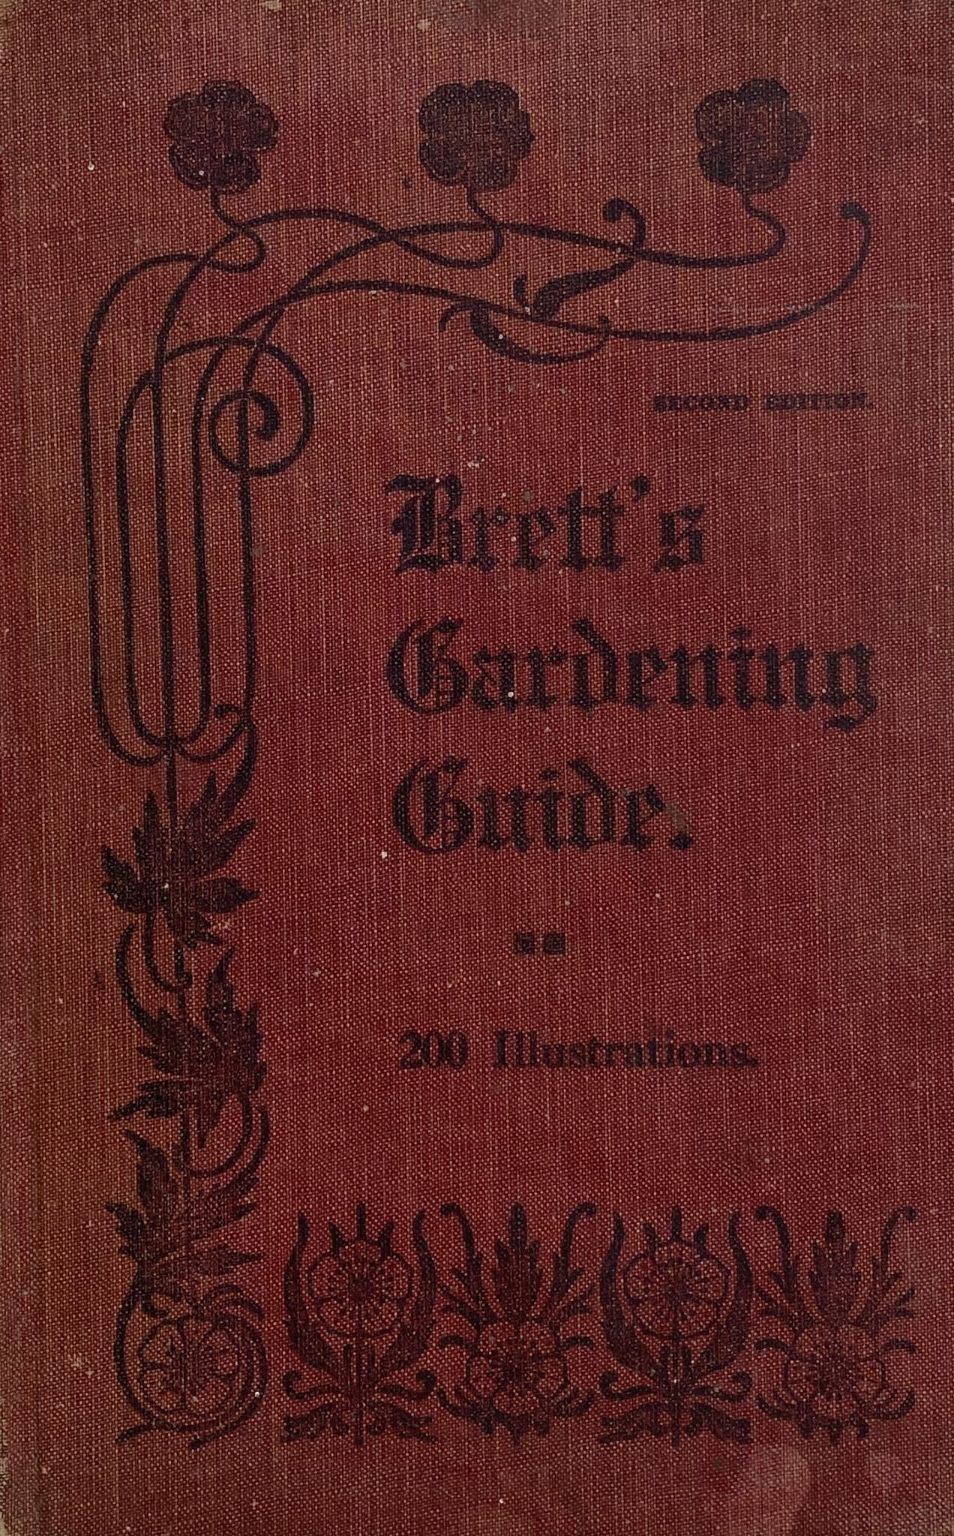 SECOND EDITION.
Brett's
Gardening
Guide.
200 Illustrations.